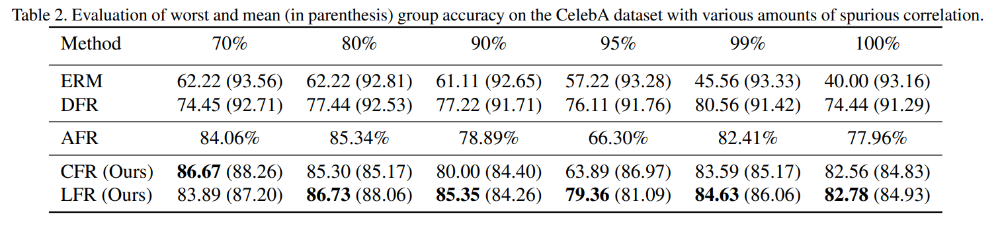 Table 2. Evaluation of worst and mean (in parenthesis) group accuracy on the CelebA dataset with various amounts of spurious correlation.
Method 70% 80% 90% 95% 99% 100%
ERM 62.22 (93.56) 62.22 (92.81) 61.11 (92.65) 57.22 (93.28) 45.56 (93.33) 40.00 (93.16)
DFR 74.45 (92.71) 77.44 (92.53) 77.22 (91.71) 76.11 (91.76) 80.56 (91.42) 74.44 (91.29)
AFR 84.06% 85.34% 78.89% 66.30% 82.41% 77.96%
CFR (Ours) 86.67 (88.26) 85.30 (85.17) 80.00 (84.40) 63.89 (86.97) 83.59 (85.17) 82.56 (84.83)
LFR (Ours) 83.89 (87.20) 86.73 (88.06) 85.35 (84.26) 79.36 (81.09) 84.63 (86.06) 82.78 (84.93)